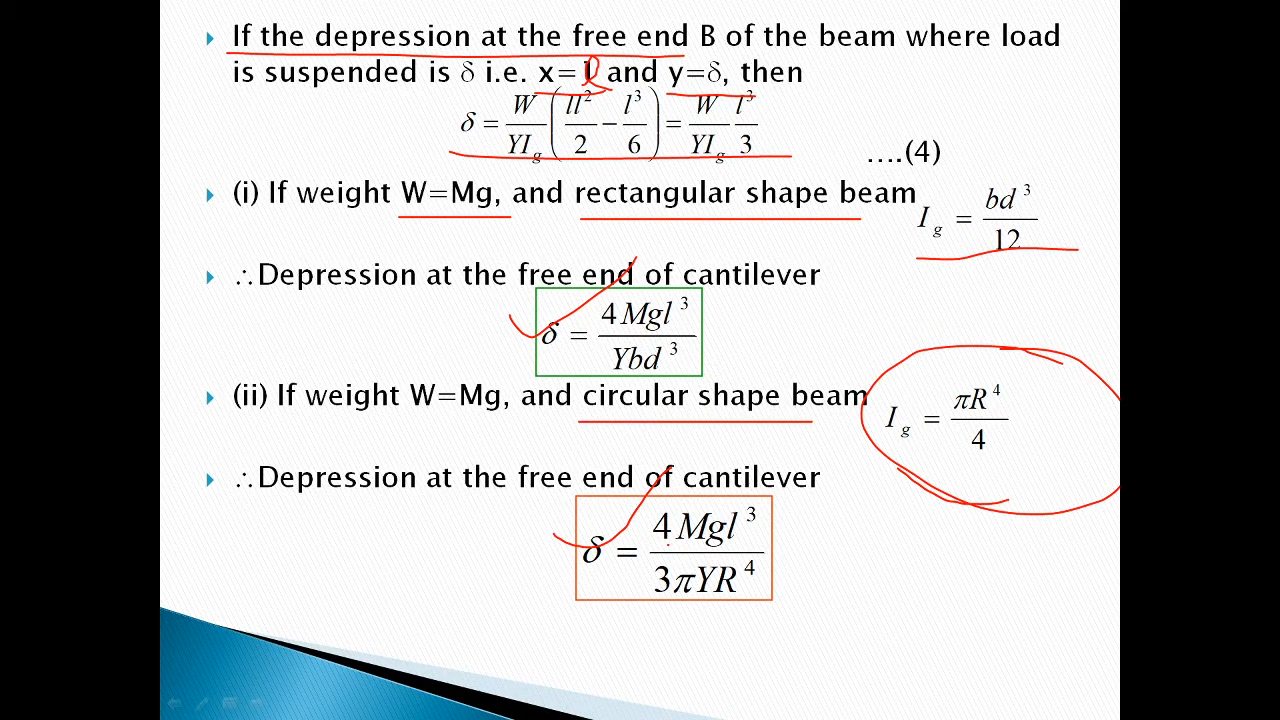 If the depression at the free end B of the beam where load
is suspended is δ i.e. x=l and y=δ, then
δ = W/YI_g (ll²/2 − l³/6) = W/YI_g l³/3 ....(4)
(i) If weight W=Mg, and rectangular shape beam I_g = bd³/12
∴Depression at the free end of cantilever
δ = 4Mgl³/Ybd³
(ii) If weight W=Mg, and circular shape beam I_g = πR⁴/4
∴Depression at the free end of cantilever
δ = 4Mgl³/3πYR⁴